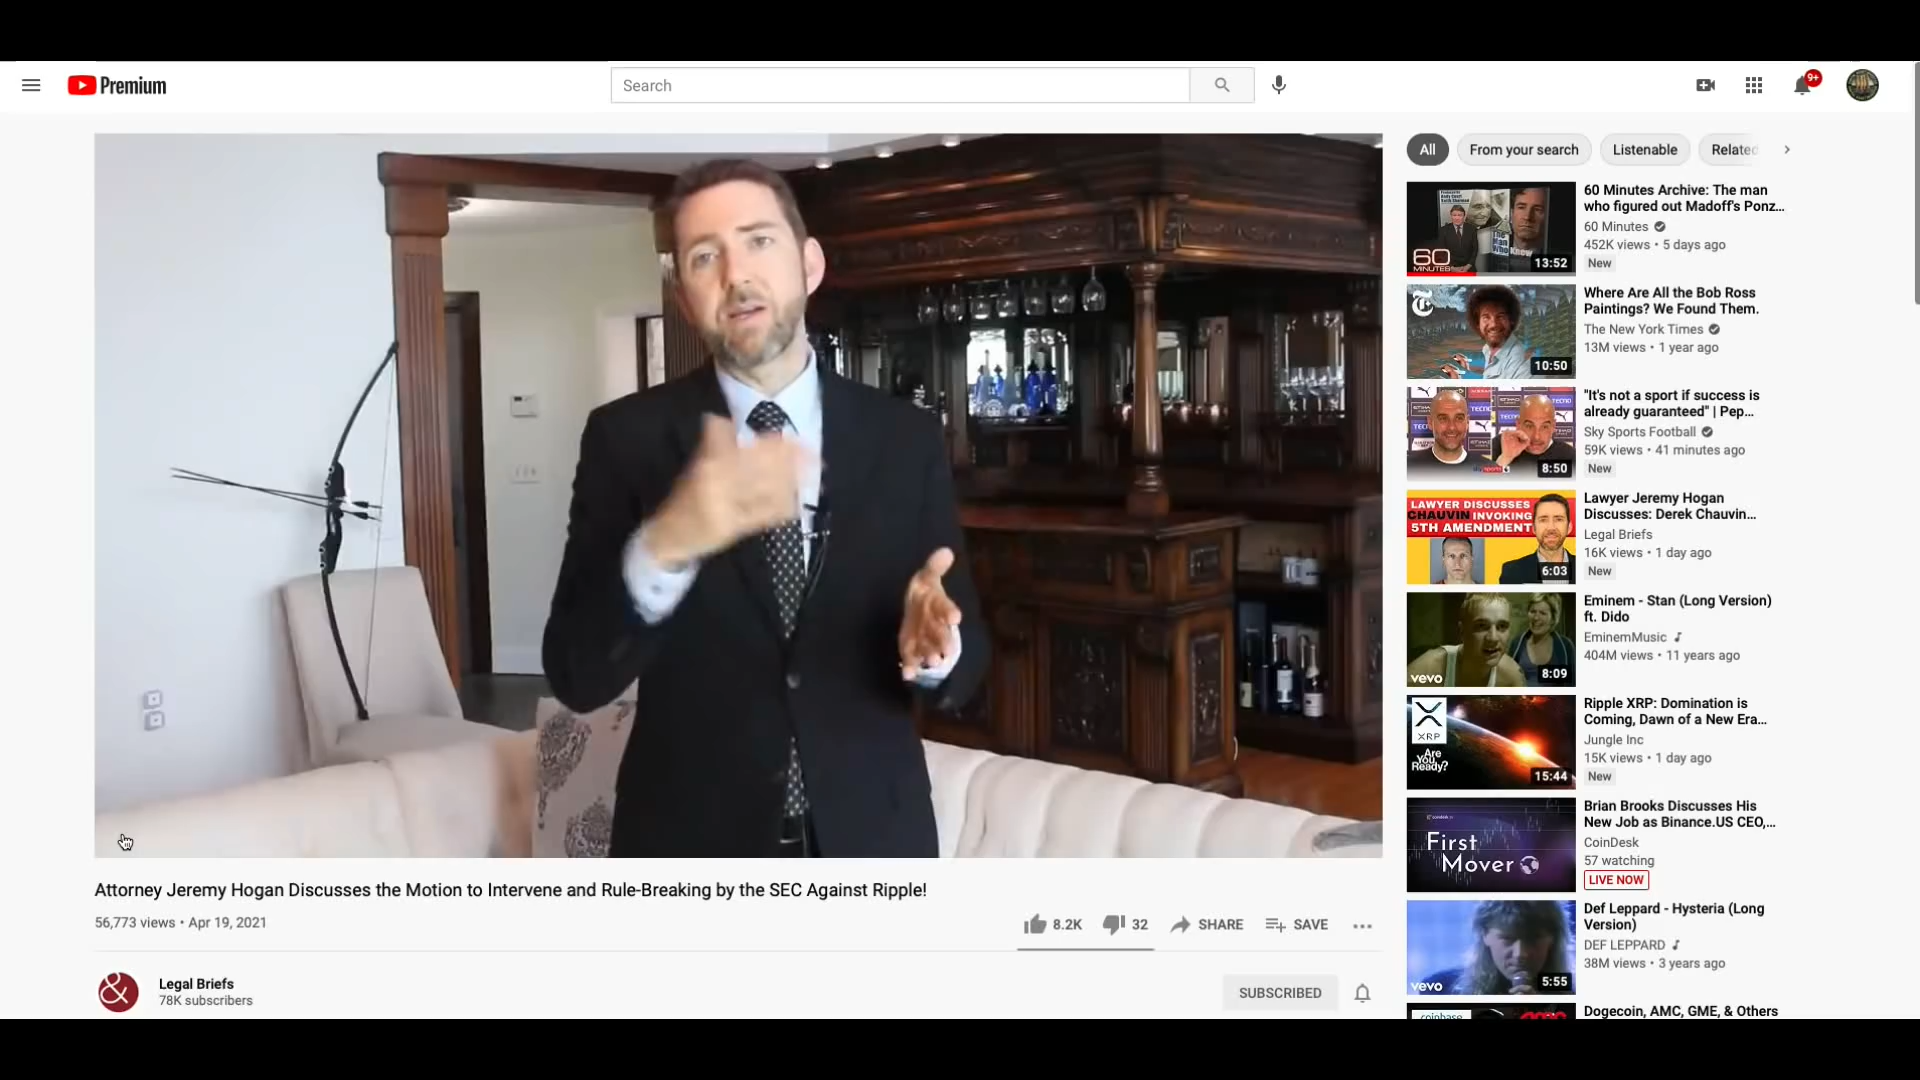 Premium
Search
9+
All
From your search
Listenable
Related
60
MINUTES
The
Man
Who
Knew
13:52
60 Minutes Archive: The man
who figured out Madoff's Ponz...
60 Minutes
452K views • 5 days ago
New
10:50
Where Are All the Bob Ross
Paintings? We Found Them.
The New York Times
13M views • 1 year ago
8:50
"It's not a sport if success is
already guaranteed" | Pep...
Sky Sports Football
59K views • 41 minutes ago
New
LAWYER DISCUSSES
CHAUVIN INVOKING
5TH AMENDMENT
6:03
Lawyer Jeremy Hogan
Discusses: Derek Chauvin...
Legal Briefs
16K views • 1 day ago
New
vevo
8:09
Eminem - Stan (Long Version)
ft. Dido
EminemMusic
404M views • 11 years ago
XRP
Are
You
Ready?
15:44
Ripple XRP: Domination is
Coming, Dawn of a New Era...
Jungle Inc
15K views • 1 day ago
New
First
Mover
Brian Brooks Discusses His
New Job as Binance.US CEO,...
CoinDesk
57 watching
LIVE NOW
vevo
5:55
Def Leppard - Hysteria (Long
Version)
DEF LEPPARD
38M views • 3 years ago
coinbase
Dogecoin, AMC, GME, & Others
Attorney Jeremy Hogan Discusses the Motion to Intervene and Rule-Breaking by the SEC Against Ripple!
56,773 views • Apr 19, 2021
8.2K
32
SHARE
SAVE
Legal Briefs
78K subscribers
SUBSCRIBED